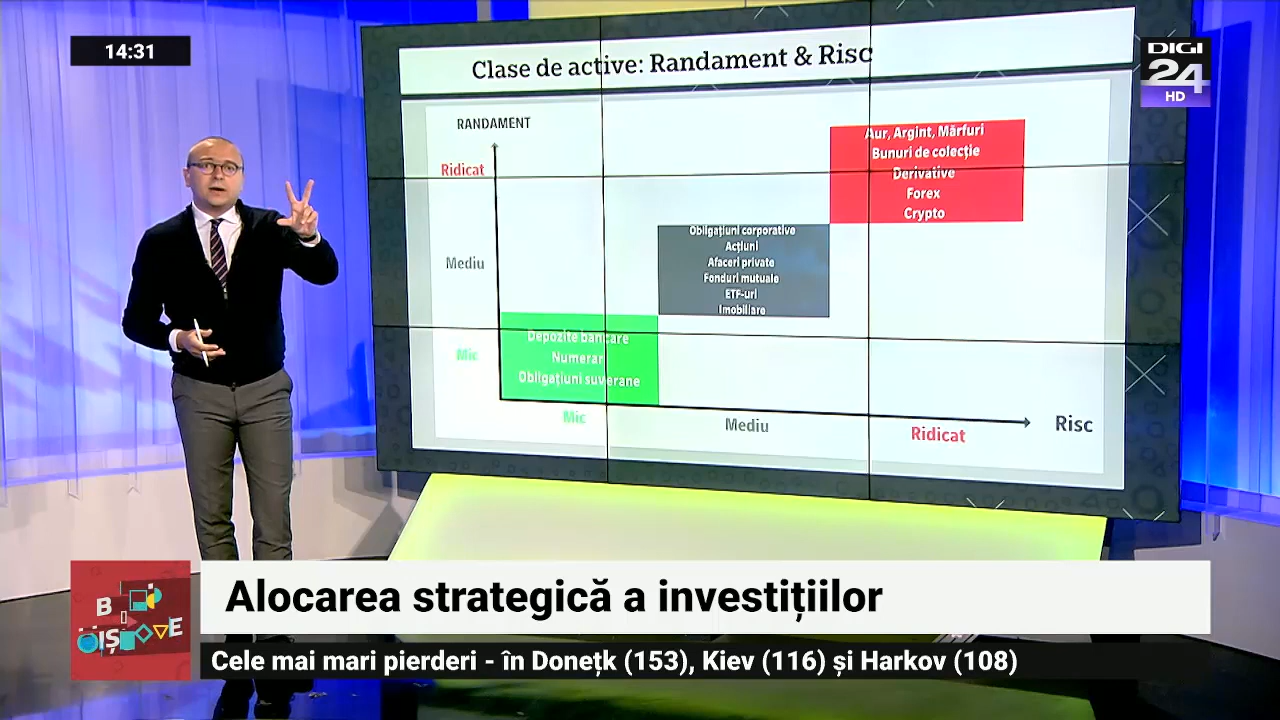 14:31
DIGI
24
HD
Clase de active: Randament & Risc
RANDAMENT
Ridicat
Mediu
Mic
Aur, Argint, Mărfuri
Bunuri de colecție
Derivative
Forex
Crypto
Obligațiuni corporative
Acțiuni
Afaceri private
Fonduri mutuale
ETF-uri
Imobiliare
Depozite bancare
Numerar
Obligațiuni suverane
Mic
Mediu
Ridicat
Risc
Alocarea strategică a investițiilor
Cele mai mari pierderi - în Donețk (153), Kiev (116) și Harkov (108)